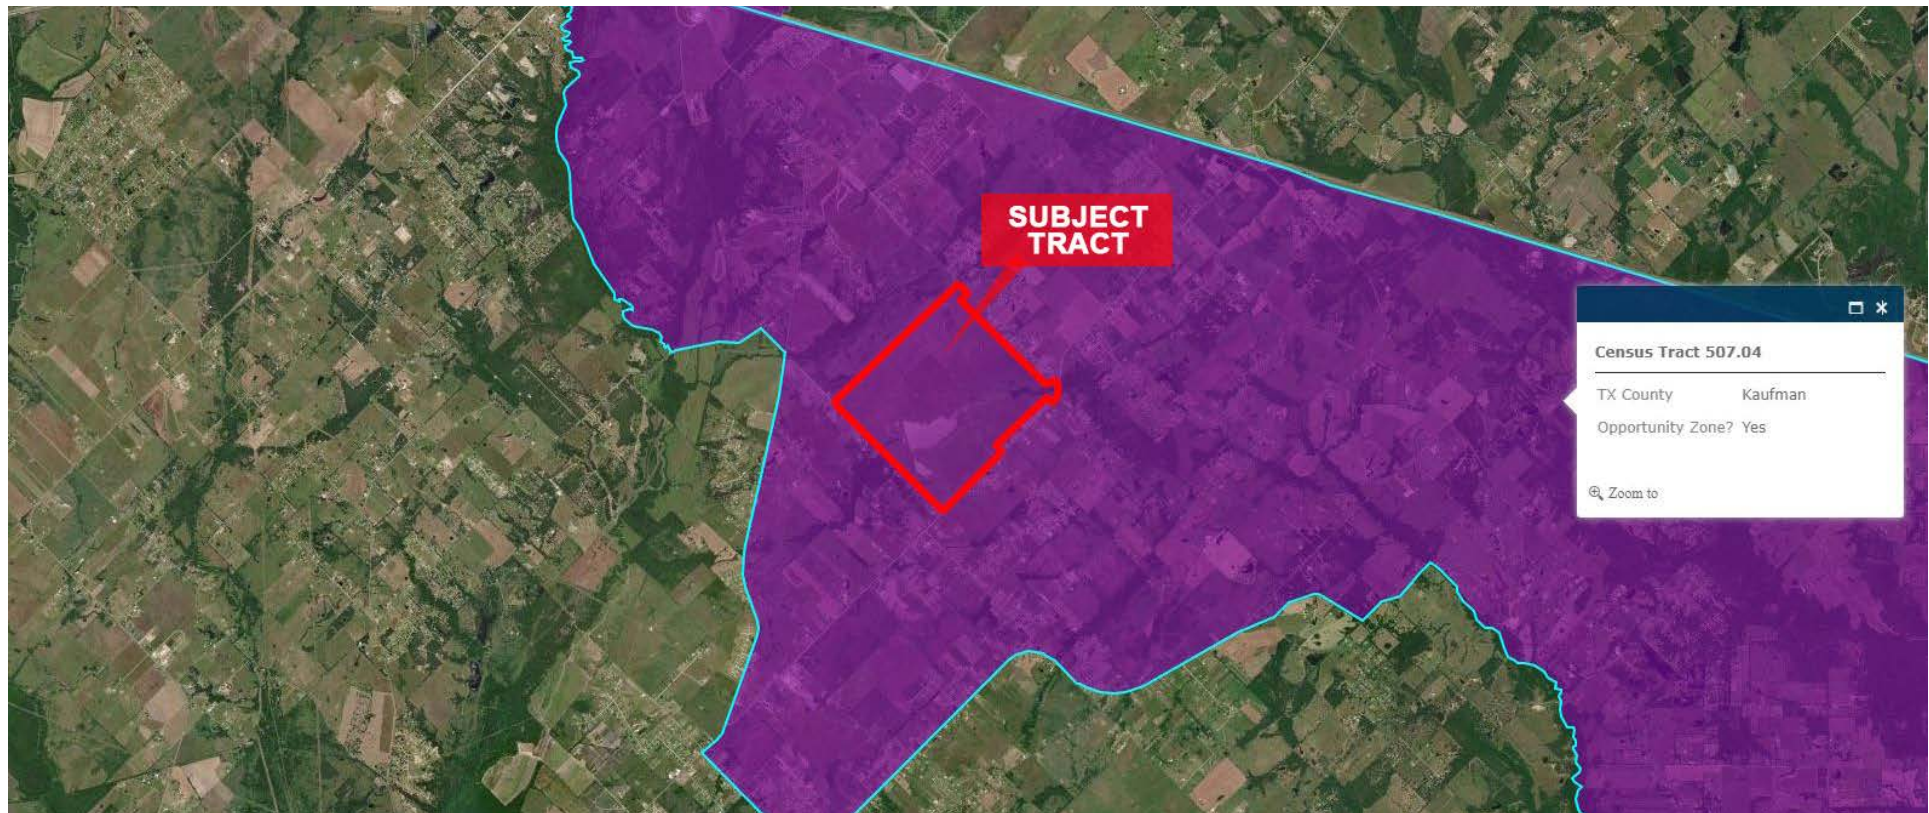 SUBJECT
TRACT
Census Tract 507.04
TX County Kaufman
Opportunity Zone? Yes
Zoom to